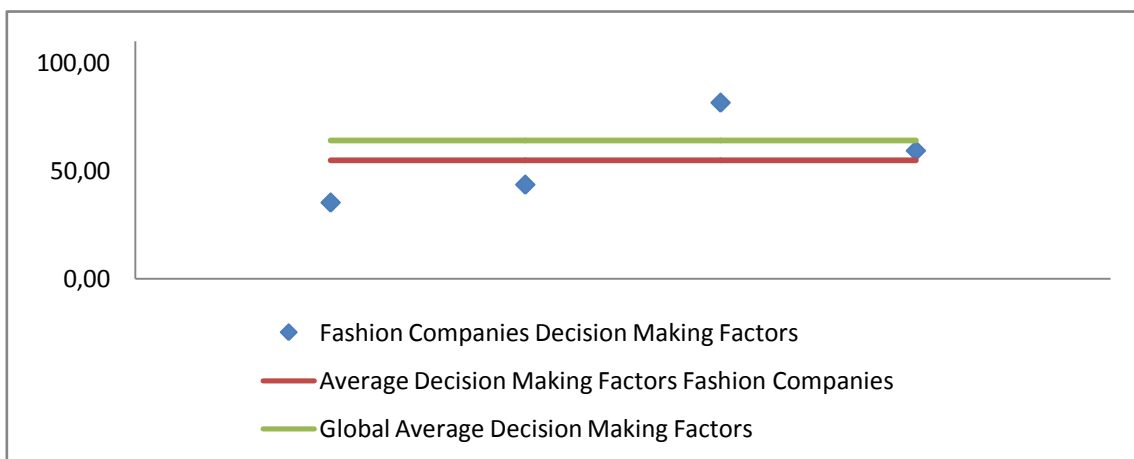 100,00
50,00
0,00
Fashion Companies Decision Making Factors
Average Decision Making Factors Fashion Companies
Global Average Decision Making Factors